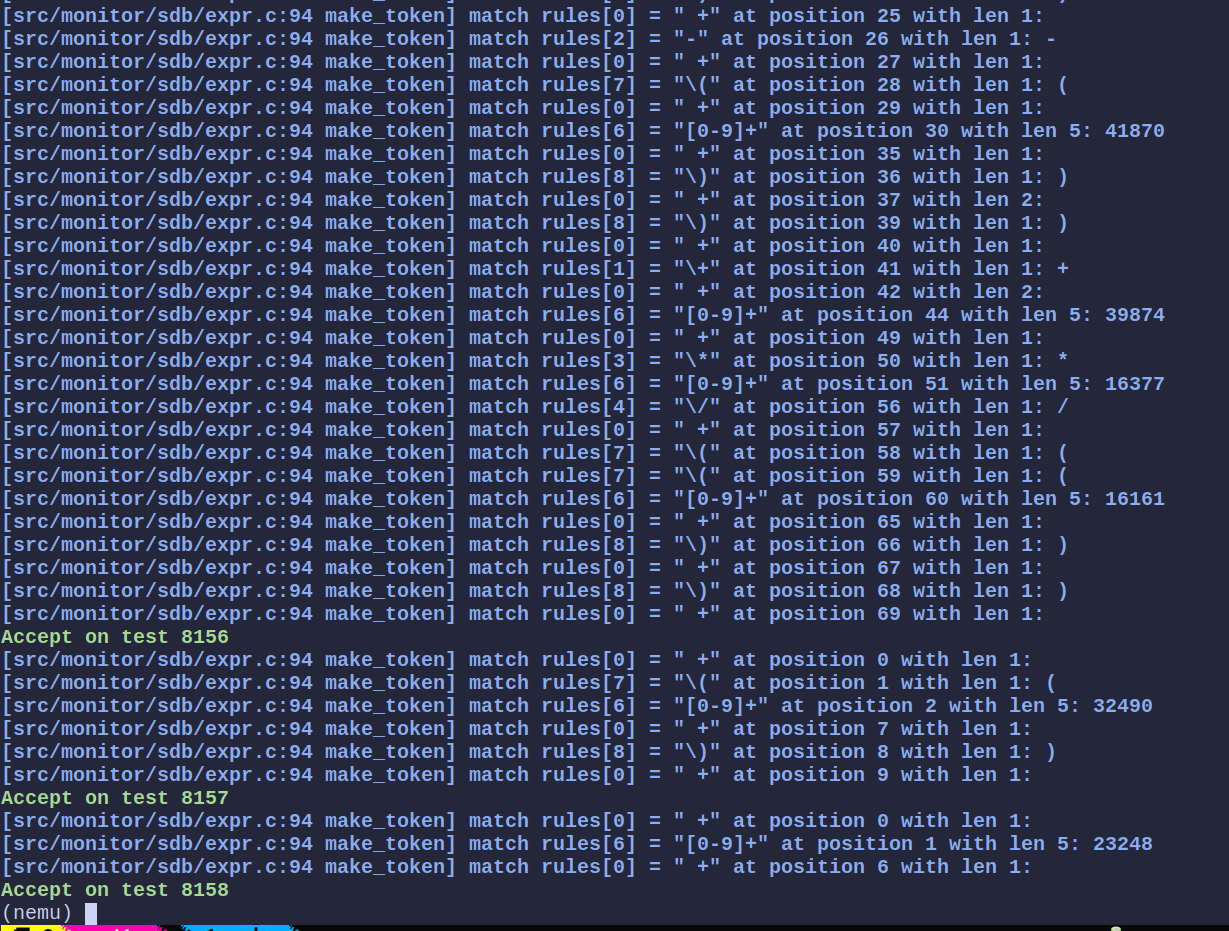 [src/monitor/sdb/expr.c:94 make_token] match rules[0] = " +" at position 25 with len 1:
[src/monitor/sdb/expr.c:94 make_token] match rules[2] = "-" at position 26 with len 1: -
[src/monitor/sdb/expr.c:94 make_token] match rules[0] = " +" at position 27 with len 1:
[src/monitor/sdb/expr.c:94 make_token] match rules[7] = "\(" at position 28 with len 1: (
[src/monitor/sdb/expr.c:94 make_token] match rules[0] = " +" at position 29 with len 1:
[src/monitor/sdb/expr.c:94 make_token] match rules[6] = "[0-9]+" at position 30 with len 5: 41870
[src/monitor/sdb/expr.c:94 make_token] match rules[0] = " +" at position 35 with len 1:
[src/monitor/sdb/expr.c:94 make_token] match rules[8] = "\)" at position 36 with len 1: )
[src/monitor/sdb/expr.c:94 make_token] match rules[0] = " +" at position 37 with len 2:
[src/monitor/sdb/expr.c:94 make_token] match rules[8] = "\)" at position 39 with len 1: )
[src/monitor/sdb/expr.c:94 make_token] match rules[0] = " +" at position 40 with len 1:
[src/monitor/sdb/expr.c:94 make_token] match rules[1] = "\+" at position 41 with len 1: +
[src/monitor/sdb/expr.c:94 make_token] match rules[0] = " +" at position 42 with len 2:
[src/monitor/sdb/expr.c:94 make_token] match rules[6] = "[0-9]+" at position 44 with len 5: 39874
[src/monitor/sdb/expr.c:94 make_token] match rules[0] = " +" at position 49 with len 1:
[src/monitor/sdb/expr.c:94 make_token] match rules[3] = "\*" at position 50 with len 1: *
[src/monitor/sdb/expr.c:94 make_token] match rules[6] = "[0-9]+" at position 51 with len 5: 16377
[src/monitor/sdb/expr.c:94 make_token] match rules[4] = "\/" at position 56 with len 1: /
[src/monitor/sdb/expr.c:94 make_token] match rules[0] = " +" at position 57 with len 1:
[src/monitor/sdb/expr.c:94 make_token] match rules[7] = "\(" at position 58 with len 1: (
[src/monitor/sdb/expr.c:94 make_token] match rules[7] = "\(" at position 59 with len 1: (
[src/monitor/sdb/expr.c:94 make_token] match rules[6] = "[0-9]+" at position 60 with len 5: 16161
[src/monitor/sdb/expr.c:94 make_token] match rules[0] = " +" at position 65 with len 1:
[src/monitor/sdb/expr.c:94 make_token] match rules[8] = "\)" at position 66 with len 1: )
[src/monitor/sdb/expr.c:94 make_token] match rules[0] = " +" at position 67 with len 1:
[src/monitor/sdb/expr.c:94 make_token] match rules[8] = "\)" at position 68 with len 1: )
[src/monitor/sdb/expr.c:94 make_token] match rules[0] = " +" at position 69 with len 1:
Accept on test 8156
[src/monitor/sdb/expr.c:94 make_token] match rules[0] = " +" at position 0 with len 1:
[src/monitor/sdb/expr.c:94 make_token] match rules[7] = "\(" at position 1 with len 1: (
[src/monitor/sdb/expr.c:94 make_token] match rules[6] = "[0-9]+" at position 2 with len 5: 32490
[src/monitor/sdb/expr.c:94 make_token] match rules[0] = " +" at position 7 with len 1:
[src/monitor/sdb/expr.c:94 make_token] match rules[8] = "\)" at position 8 with len 1: )
[src/monitor/sdb/expr.c:94 make_token] match rules[0] = " +" at position 9 with len 1:
Accept on test 8157
[src/monitor/sdb/expr.c:94 make_token] match rules[0] = " +" at position 0 with len 1:
[src/monitor/sdb/expr.c:94 make_token] match rules[6] = "[0-9]+" at position 1 with len 5: 23248
[src/monitor/sdb/expr.c:94 make_token] match rules[0] = " +" at position 6 with len 1:
Accept on test 8158
(nemu)